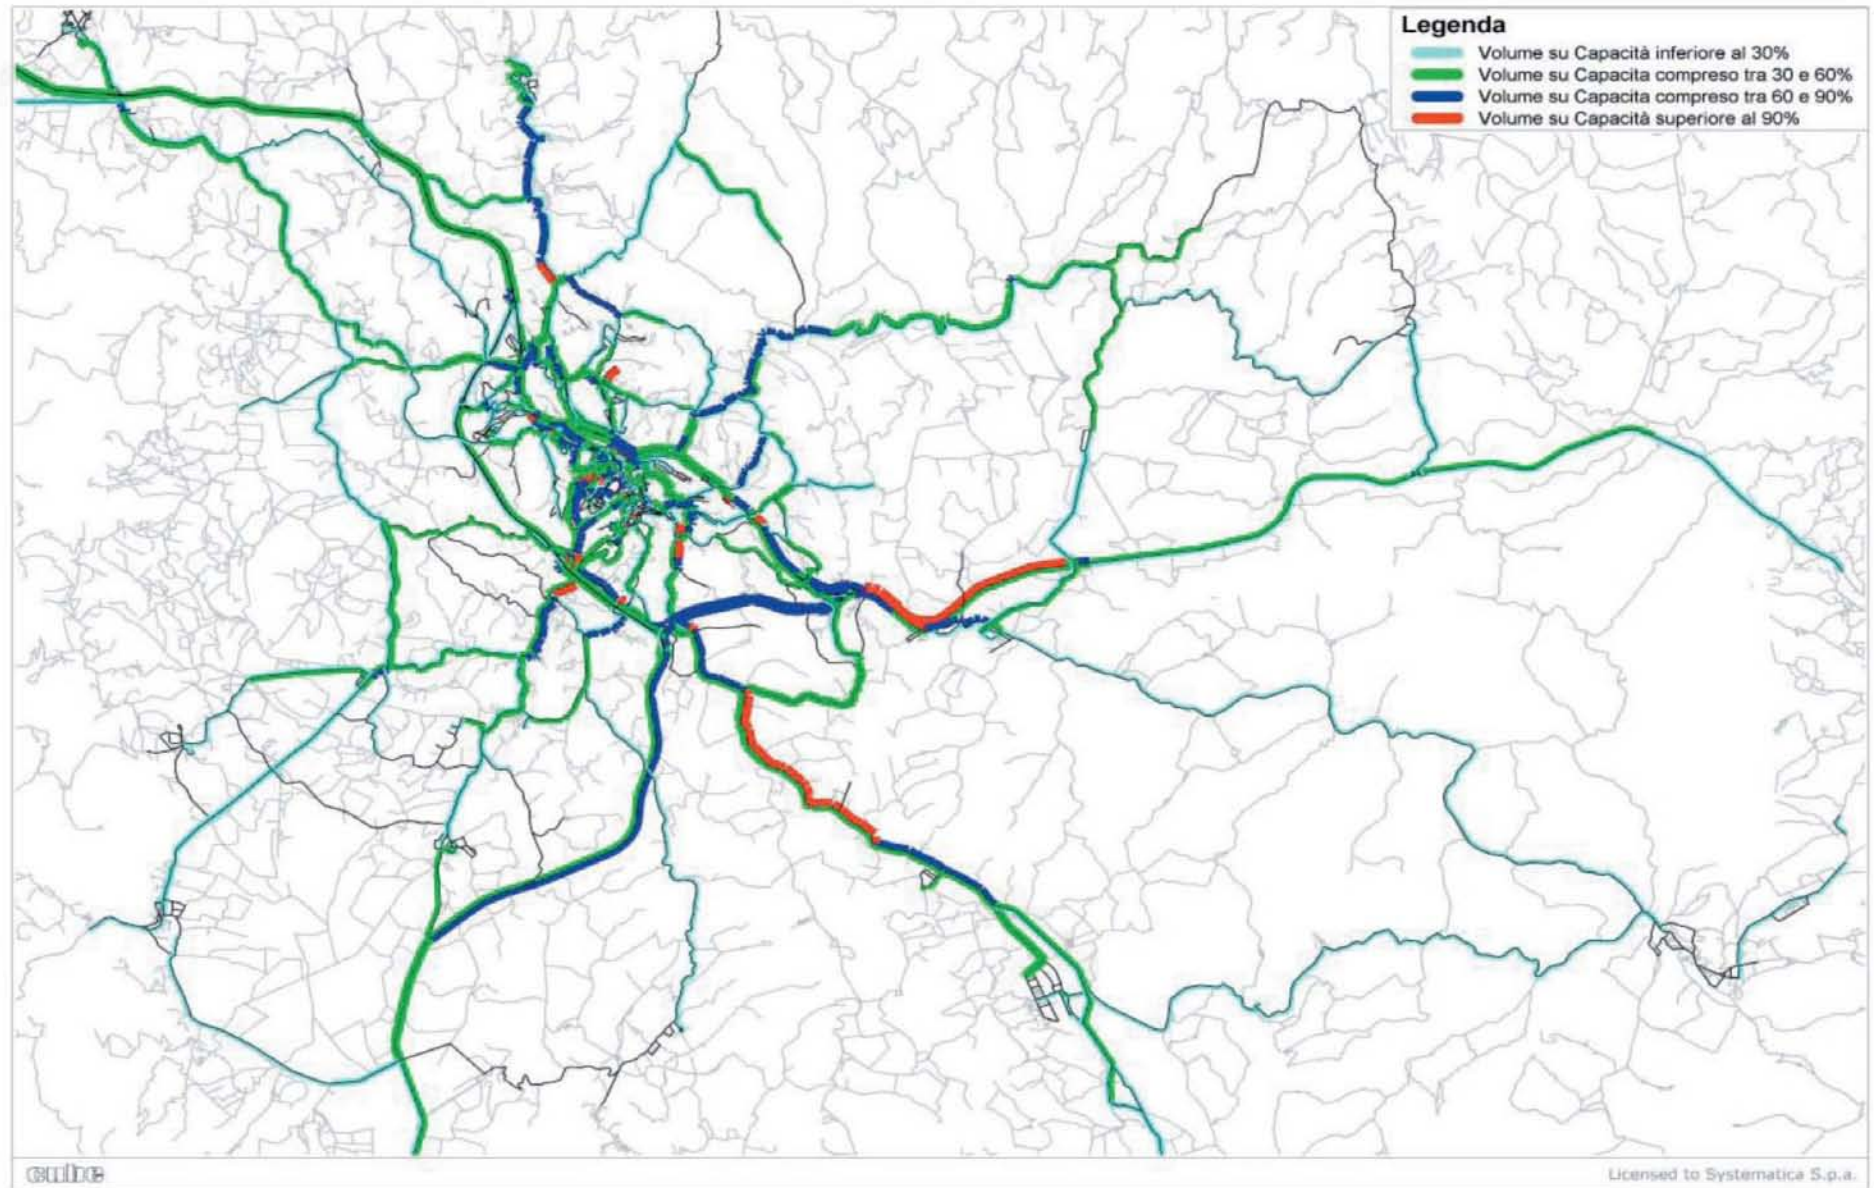 Legenda
Volume su Capacità inferiore al 30%
Volume su Capacita compreso tra 30 e 60%
Volume su Capacita compreso tra 60 e 90%
Volume su Capacità superiore al 90%
cube
Licensed to Systematica S.p.a.